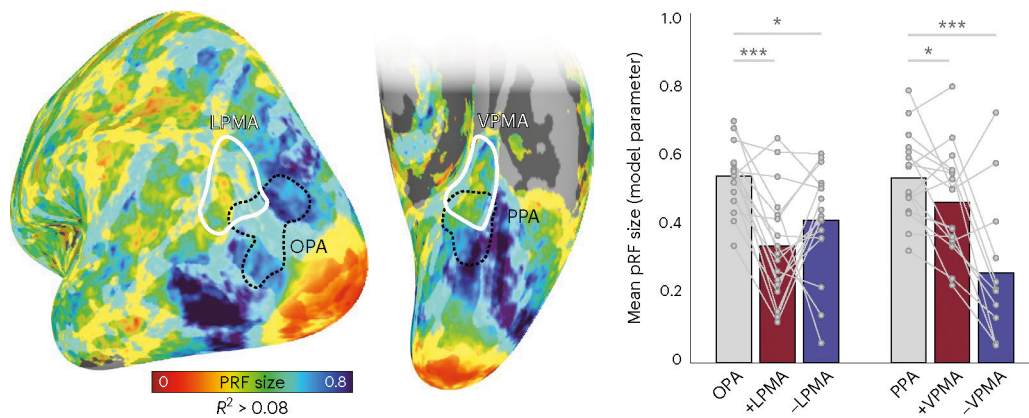 LPMA
OPA
VPMA
PPA
0 PRF size 0.8
R² > 0.08
Mean pRF size (model parameter)
1.0
0.8
0.6
0.4
0.2
0
*
***
***
*
OPA
+LPMA
–LPMA
PPA
+VPMA
–VPMA